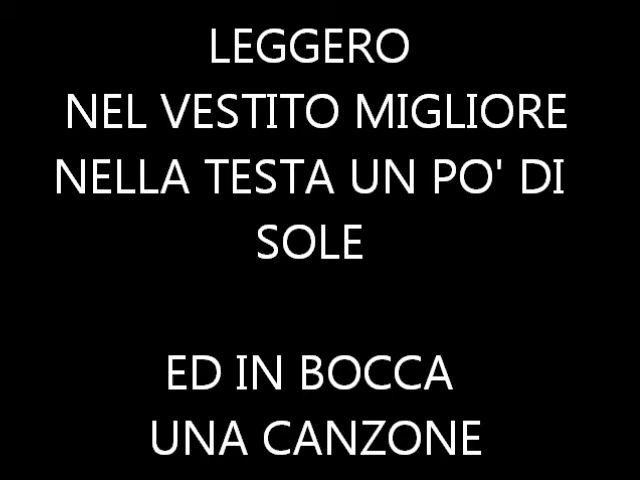 LEGGERO
NEL VESTITO MIGLIORE
NELLA TESTA UN PO' DI
SOLE
ED IN BOCCA
UNA CANZONE